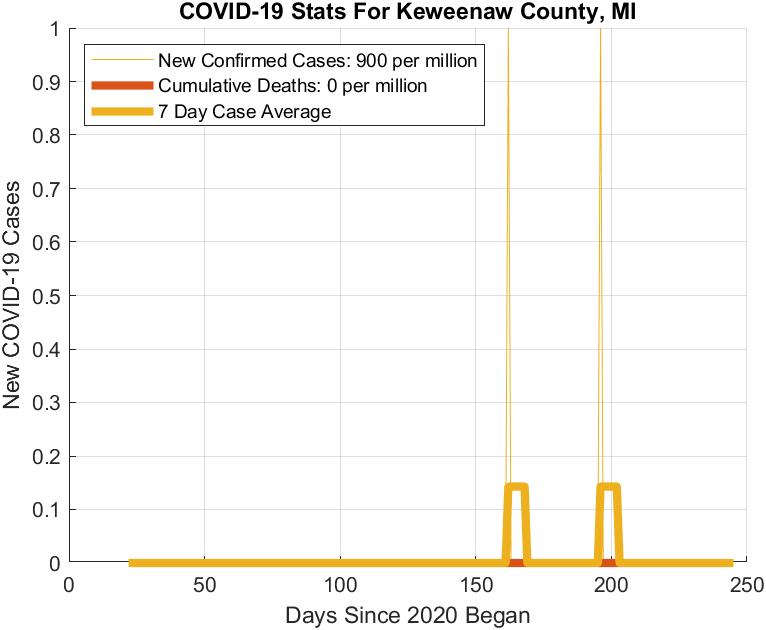 COVID-19 Stats For Keweenaw County, MI
New Confirmed Cases: 900 per million
Cumulative Deaths: 0 per million
7 Day Case Average
New COVID-19 Cases
1
0.9
0.8
0.7
0.6
0.5
0.4
0.3
0.2
0.1
0
0 50 100 150 200 250
Days Since 2020 Began